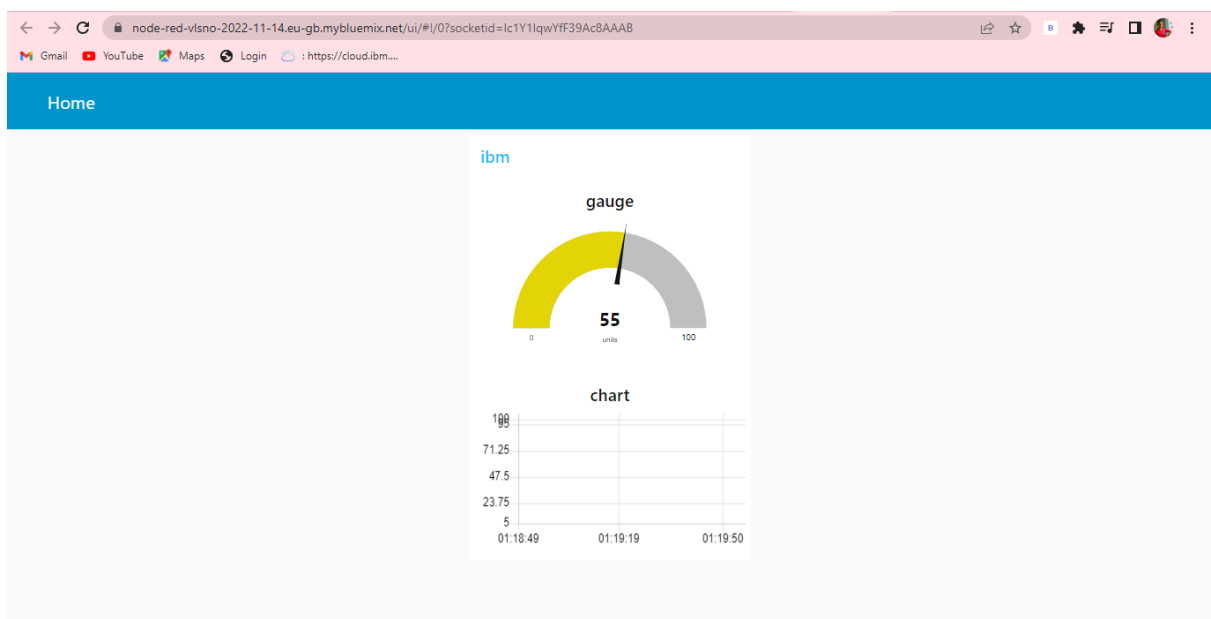 node-red-vlsno-2022-11-14.eu-gb.mybluemix.net/ui/#!/0?socketid=Ic1Y1IqwYfF39Ac8AAAB
Gmail YouTube Maps Login : https://cloud.ibm....
Home
ibm
gauge
55
0 units 100
chart
100
95
71.25
47.5
23.75
5
01:18:49 01:19:19 01:19:50